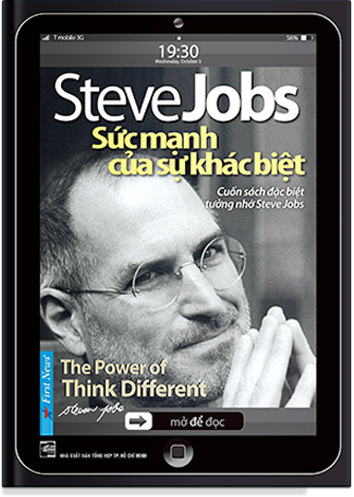 T mobile 3G 56%
19:30
Wednesday, October 5
Steve Jobs
Sức mạnh
của sự khác biệt
Cuốn sách đặc biệt
tưởng nhớ Steve Jobs
First News
The Power of
Think Different
steven jobs
mở để đọc
NHÀ XUẤT BẢN TỔNG HỢP TP. HỒ CHÍ MINH